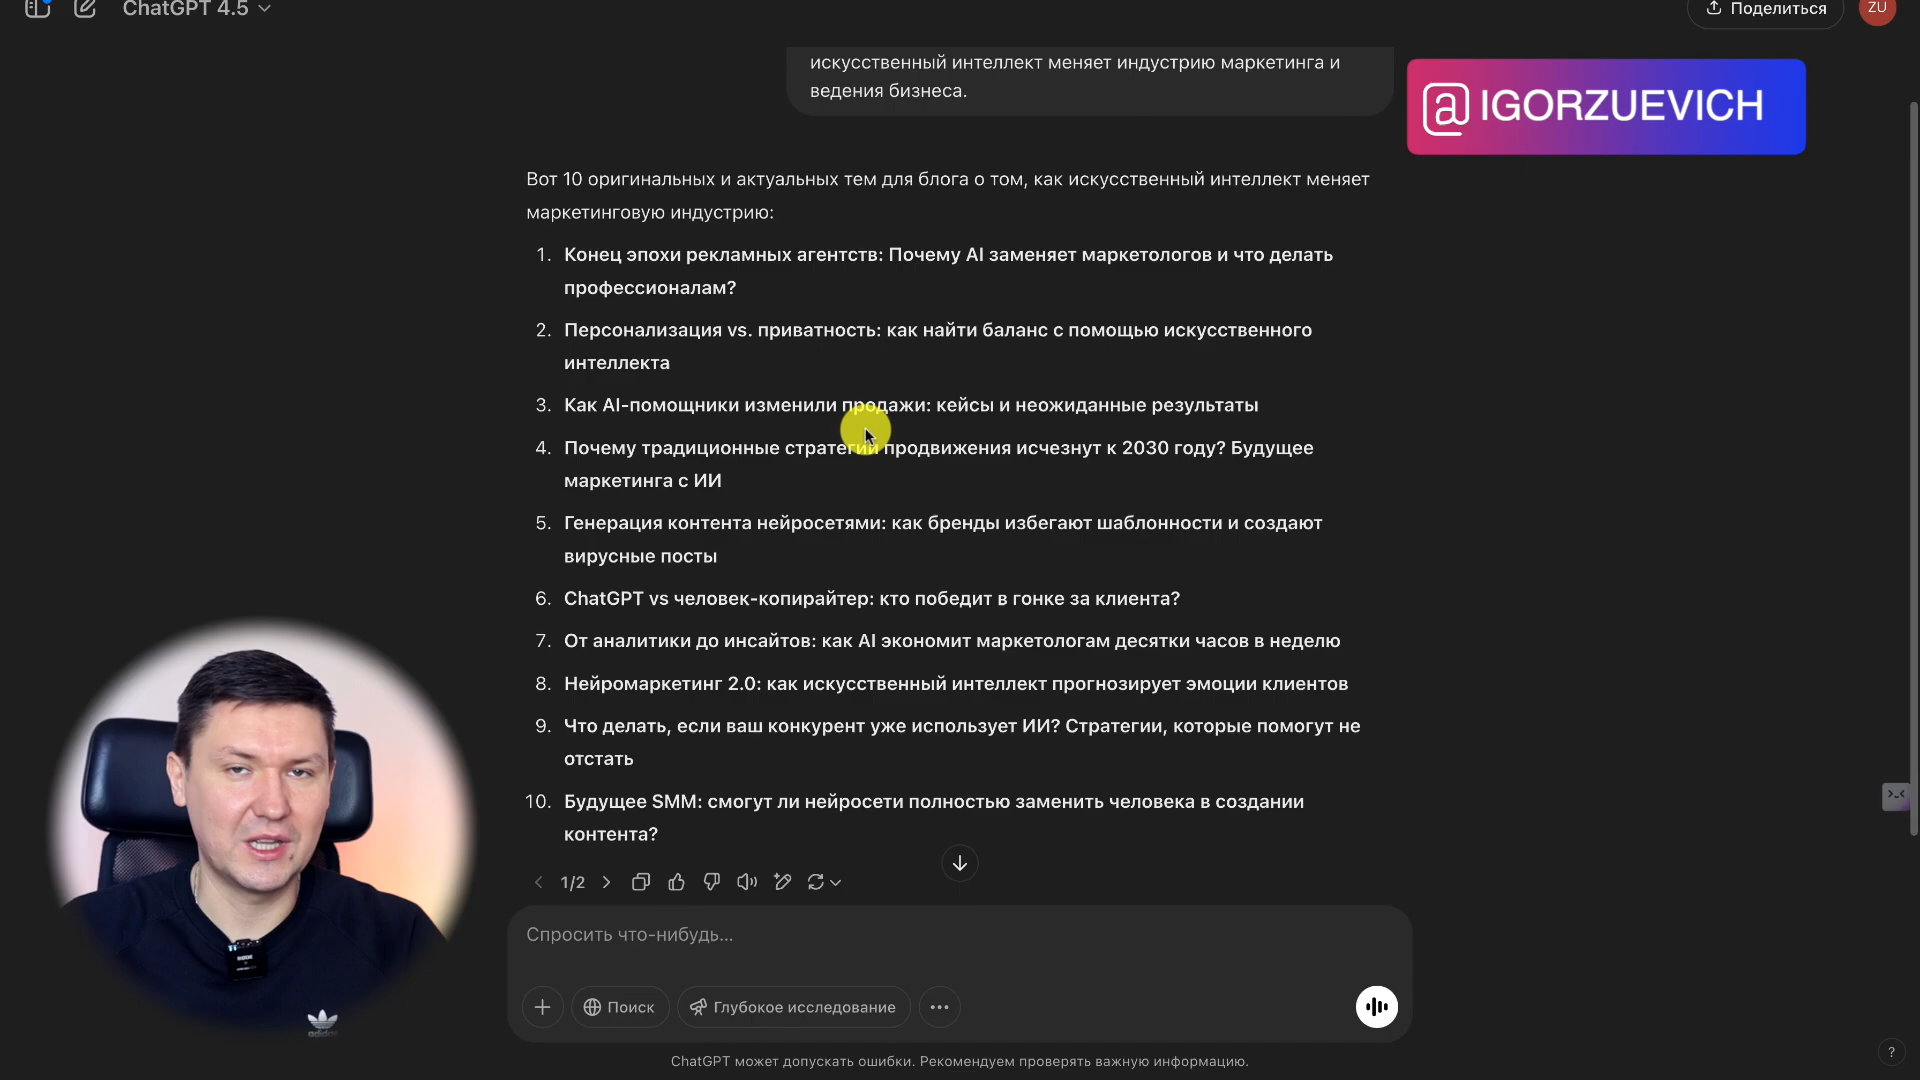 ChatGPT 4.5
Поделиться
ZU
искусственный интеллект меняет индустрию маркетинга и
ведения бизнеса.
@IGORZUEVICH
Вот 10 оригинальных и актуальных тем для блога о том, как искусственный интеллект меняет
маркетинговую индустрию:
1. Конец эпохи рекламных агентств: Почему AI заменяет маркетологов и что делать
профессионалам?
2. Персонализация vs. приватность: как найти баланс с помощью искусственного
интеллекта
3. Как AI-помощники изменили продажи: кейсы и неожиданные результаты
4. Почему традиционные стратегии продвижения исчезнут к 2030 году? Будущее
маркетинга с ИИ
5. Генерация контента нейросетями: как бренды избегают шаблонности и создают
вирусные посты
6. ChatGPT vs человек-копирайтер: кто победит в гонке за клиента?
7. От аналитики до инсайтов: как AI экономит маркетологам десятки часов в неделю
8. Нейромаркетинг 2.0: как искусственный интеллект прогнозирует эмоции клиентов
9. Что делать, если ваш конкурент уже использует ИИ? Стратегии, которые помогут не
отстать
10. Будущее SMM: смогут ли нейросети полностью заменить человека в создании
контента?
1/2
Спросить что-нибудь...
Поиск
Глубокое исследование
RØDE
adidas
ChatGPT может допускать ошибки. Рекомендуем проверять важную информацию.
?